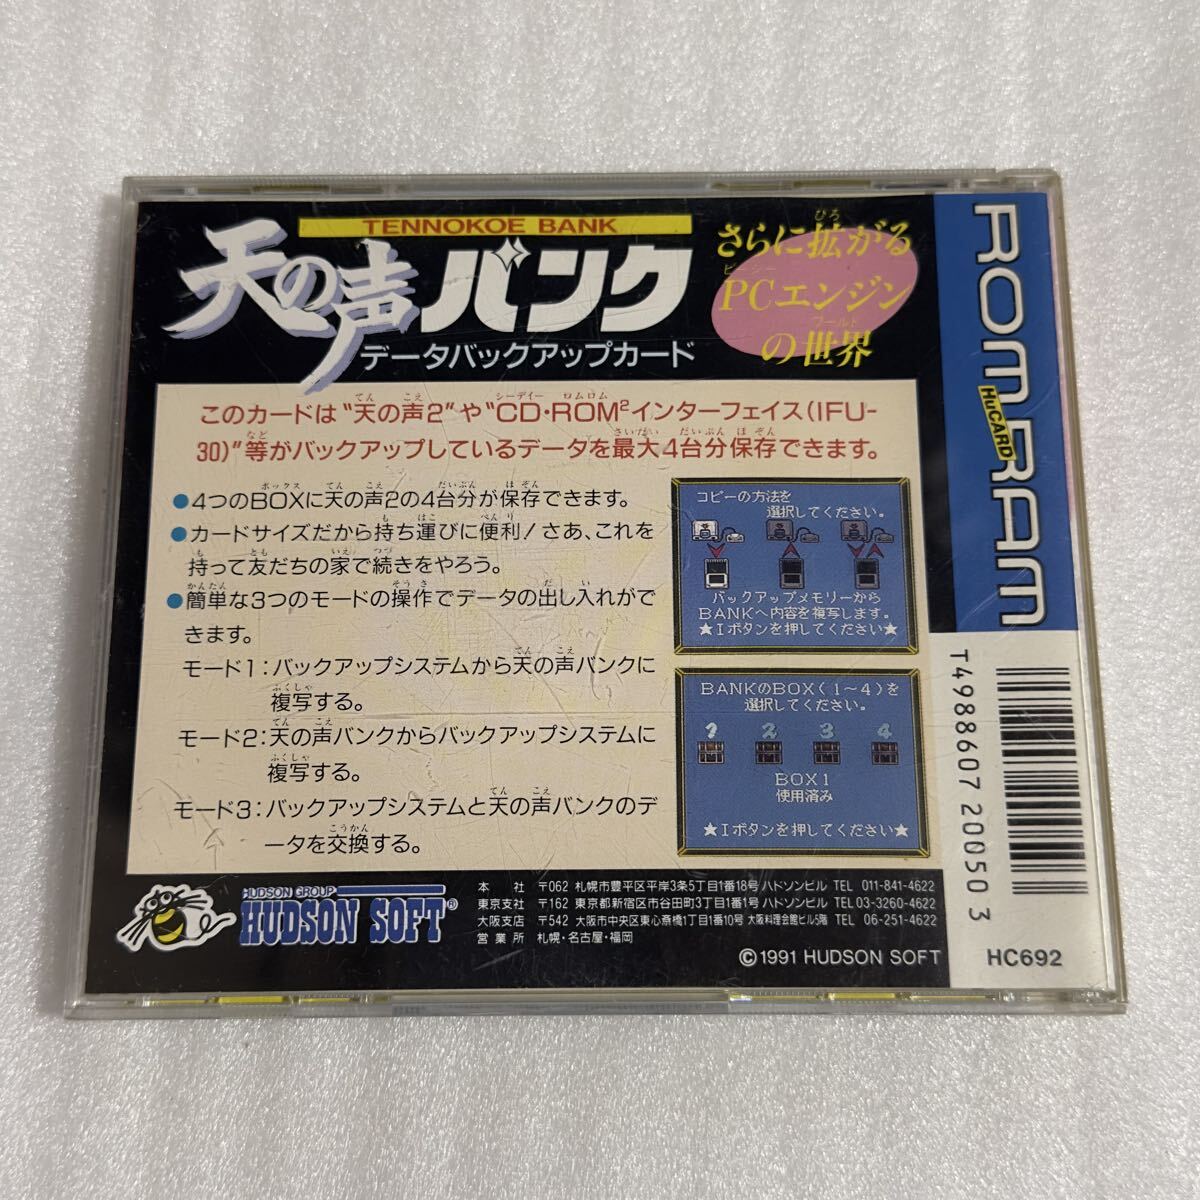 TENNOKOE BANK
天の声バンク
データバックアップカード
さらに拡がる
PCエンジン
の世界
ひろ
ピーシー
ワールド
このカードは"天の声2"や"CD・ROM²インターフェイス(IFU-
30)"等がバックアップしているデータを最大4台分保存できます。
●4つのBOXに天の声2の4台分が保存できます。
●カードサイズだから持ち運びに便利!さあ、これを
持って友だちの家で続きをやろう。
●簡単な3つのモードの操作でデータの出し入れがで
きます。
モード1:バックアップシステムから天の声バンクに
複写する。
モード2:天の声バンクからバックアップシステムに
複写する。
モード3:バックアップシステムと天の声バンクのデ
ータを交換する。
コピーの方法を
選択してください。
バックアップメモリーから
BANKへ内容を複写します。
★Iボタンを押してください★
BANKのBOX(1〜4)を
選択してください。
1 2 3 4
BOX1
使用済み
★Iボタンを押してください★
HUDSON GROUP
HUDSON SOFT®
本 社 〒062 札幌市豊平区平岸3条5丁目1番18号 ハドソンビル TEL 011-841-4622
東京支社 〒162 東京都新宿区市谷田町3丁目1番1号 ハドソンビル TEL 03-3260-4622
大阪支店 〒542 大阪市中央区東心斎橋1丁目1番10号 大阪料理会館ビル5階 TEL 06-251-4622
営業所 札幌・名古屋・福岡
©1991 HUDSON SOFT
ROM・RAM
HuCARD
T4988607 20050 3
HC692